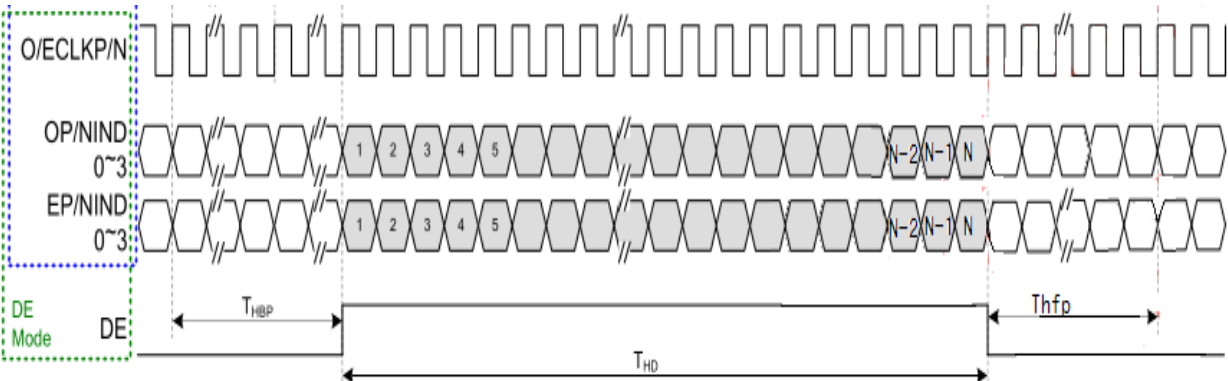 O/ECLKP/N
OP/NIND
0~3
1 2 3 4 5 N-2 N-1 N
EP/NIND
0~3
1 2 3 4 5 N-2 N-1 N
DE
Mode
DE
THBP
Thfp
THD